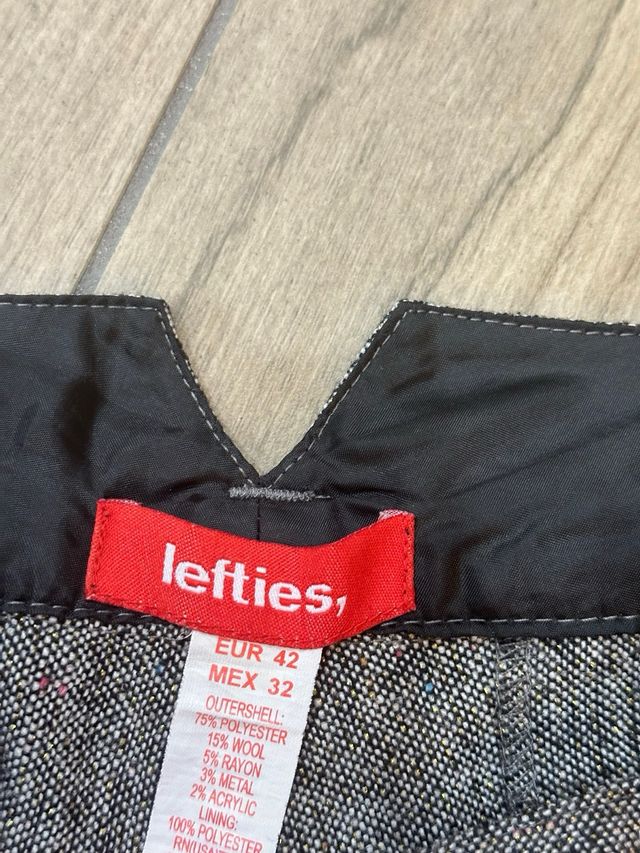 lefties,
EUR 42
MEX 32
OUTERSHELL:
75% POLYESTER
15% WOOL
5% RAYON
3% METAL
2% ACRYLIC
LINING:
100% POLYESTER